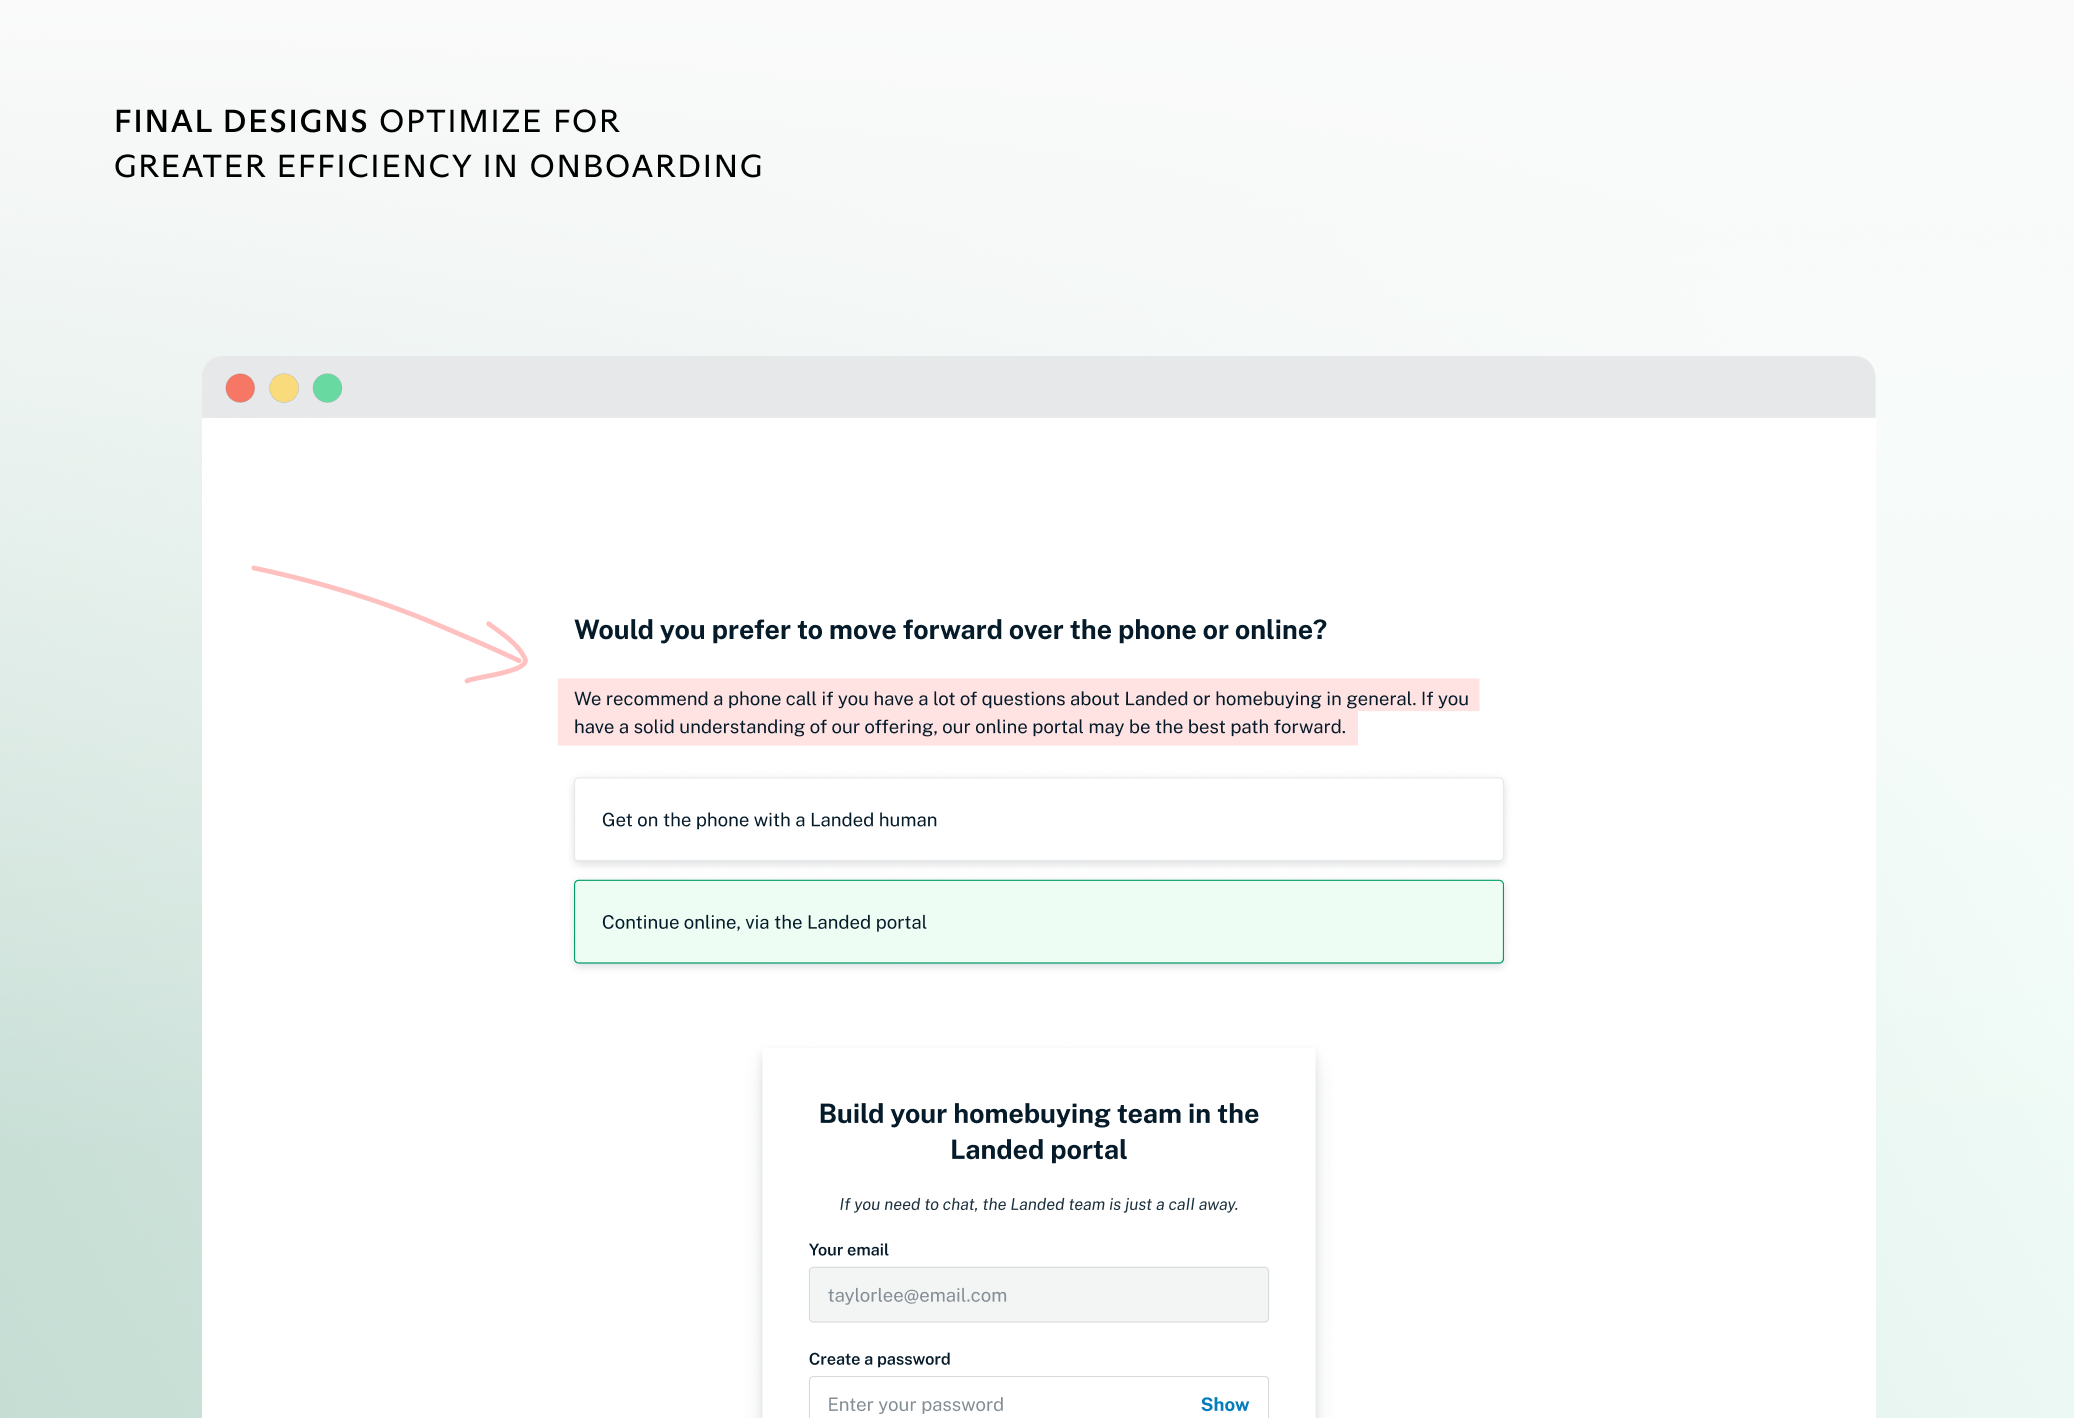 FINAL DESIGNS OPTIMIZE FOR
GREATER EFFICIENCY IN ONBOARDING
Would you prefer to move forward over the phone or online?
We recommend a phone call if you have a lot of questions about Landed or homebuying in general. If you
have a solid understanding of our offering, our online portal may be the best path forward.
Get on the phone with a Landed human
Continue online, via the Landed portal
Build your homebuying team in the
Landed portal
If you need to chat, the Landed team is just a call away.
Your email
taylorlee@email.com
Create a password
Enter your password Show